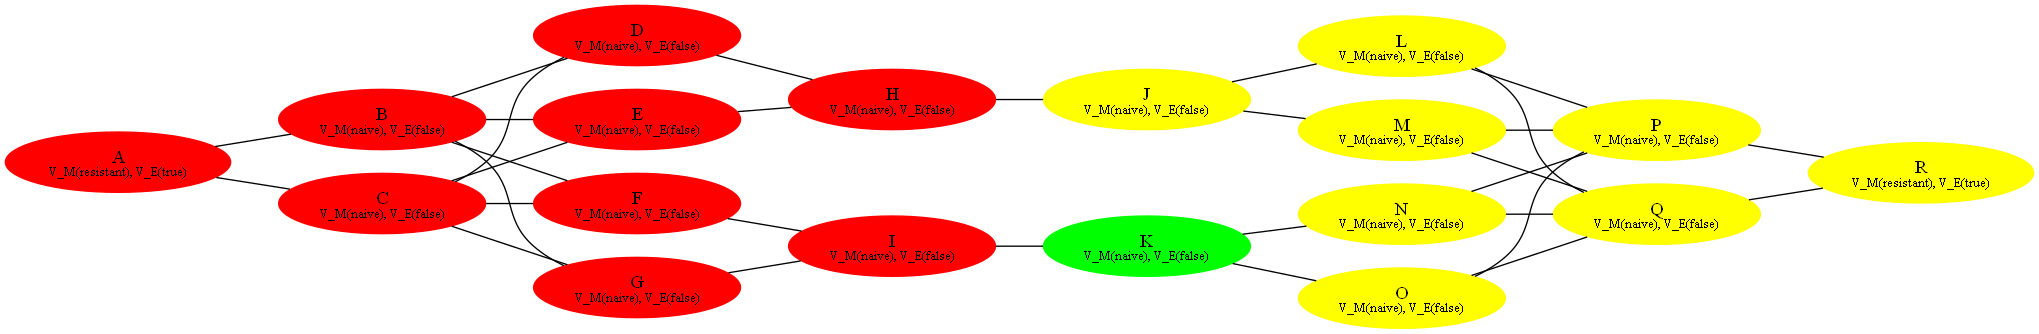 A
V_M(resistant), V_E(true)
B
V_M(naive), V_E(false)
C
V_M(naive), V_E(false)
D
V_M(naive), V_E(false)
E
V_M(naive), V_E(false)
F
V_M(naive), V_E(false)
G
V_M(naive), V_E(false)
H
V_M(naive), V_E(false)
I
V_M(naive), V_E(false)
J
V_M(naive), V_E(false)
K
V_M(naive), V_E(false)
L
V_M(naive), V_E(false)
M
V_M(naive), V_E(false)
N
V_M(naive), V_E(false)
O
V_M(naive), V_E(false)
P
V_M(naive), V_E(false)
Q
V_M(naive), V_E(false)
R
V_M(resistant), V_E(true)